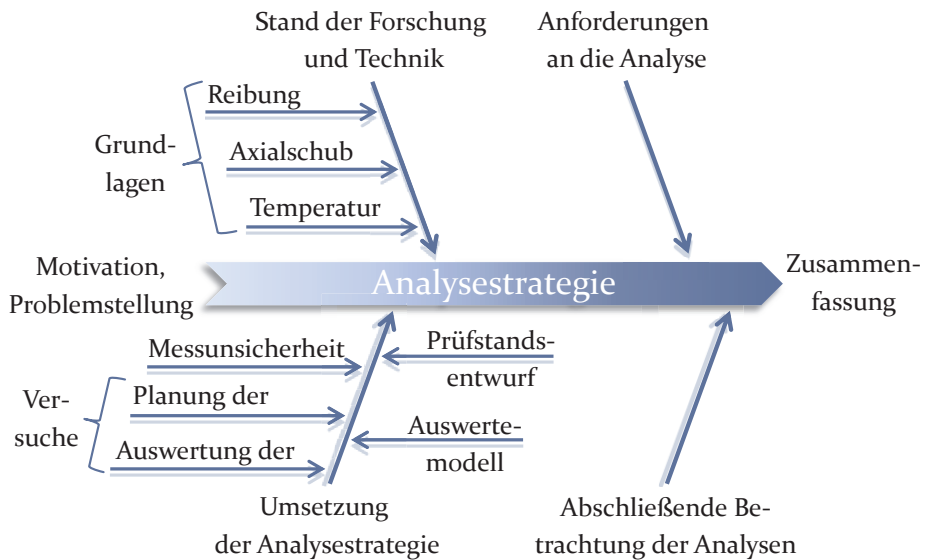 Stand der Forschung
und Technik
Anforderungen
an die Analyse
Reibung
Grund-
lagen
Axialschub
Temperatur
Motivation,
Problemstellung
Analysestrategie
Zusammen-
fassung
Messunsicherheit
Prüfstands-
entwurf
Ver-
suche
Planung der
Auswertung der
Auswerte-
modell
Umsetzung
der Analysestrategie
Abschließende Be-
trachtung der Analysen